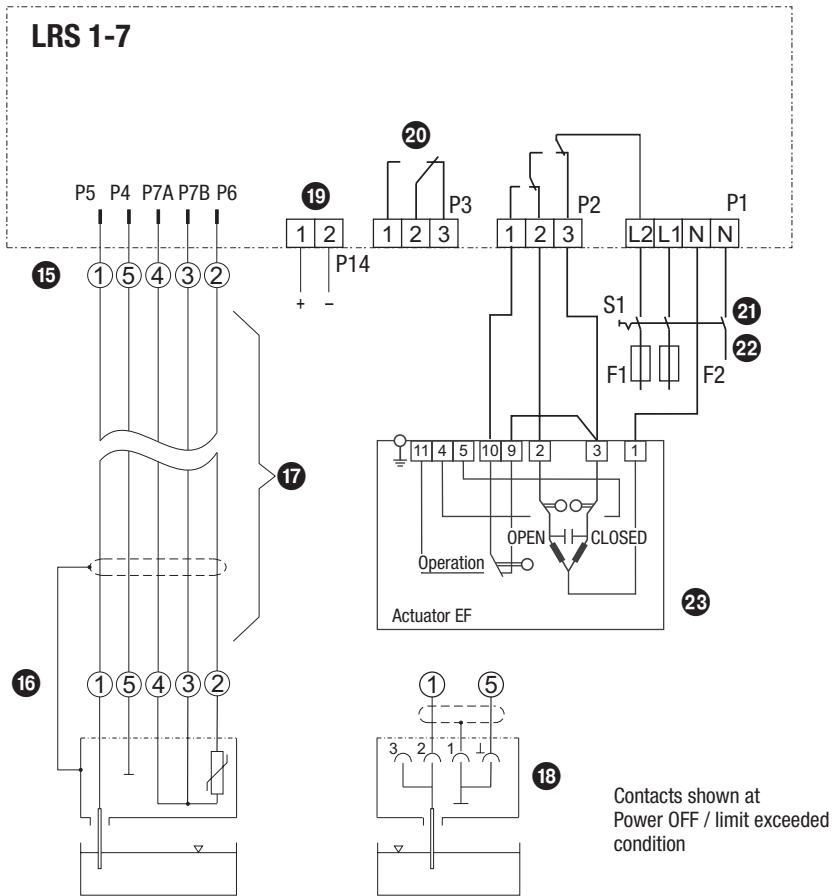 LRS 1-7
20
P5 P4 P7A P7B P6
19
P3
P2
P1
1 2
1 2 3
1 2 3
L2 L1 N N
P14
15
1 5 4 3 2
+ −
S1
21
22
F1
F2
17
11 4 5 10 9 2 3 1
OPEN
CLOSED
Operation
Actuator EF
23
16
1 5 4 3 2
1 5
3 2 1
18
Contacts shown at
Power OFF / limit exceeded
condition